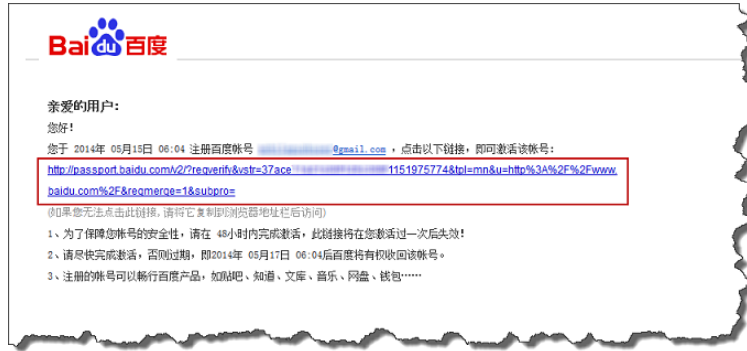 Bai du 百度
亲爱的用户：
您好！
您于 2014年 05月15日 06:04 注册百度帐号 @gmail.com ，点击以下链接，即可激活该帐号：
http://passport.baidu.com/v2/?regverify&vstr=37ace 1151975774&tpl=mn&u=http%3A%2F%2Fwww.
baidu.com%2F&regmerge=1&subpro=
(如果您无法点击此链接，请将它复制到浏览器地址栏后访问)
1、为了保障您帐号的安全性，请在 48小时内完成激活，此链接将在您激活过一次后失效！
2、请尽快完成激活，否则过期，即2014年 05月17日 06:04后百度将有权收回该帐号。
3、注册的帐号可以畅行百度产品，如贴吧、知道、文库、音乐、网盘、钱包……